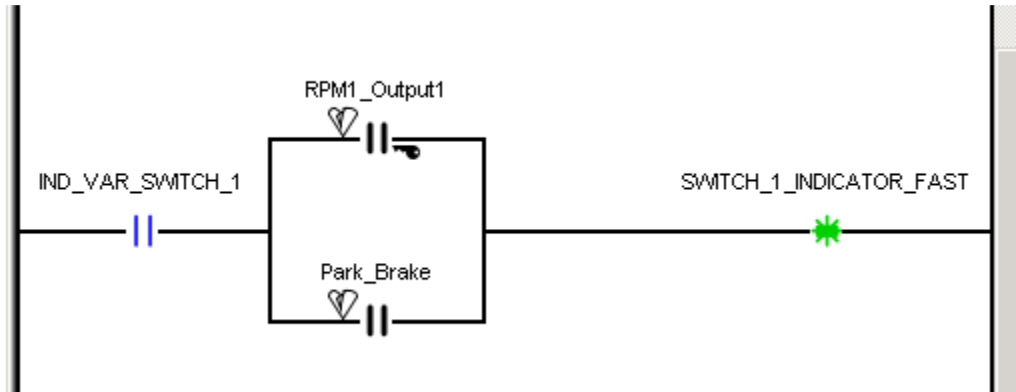 RPM1_Output1
IND_VAR_SWITCH_1
SWITCH_1_INDICATOR_FAST
Park_Brake